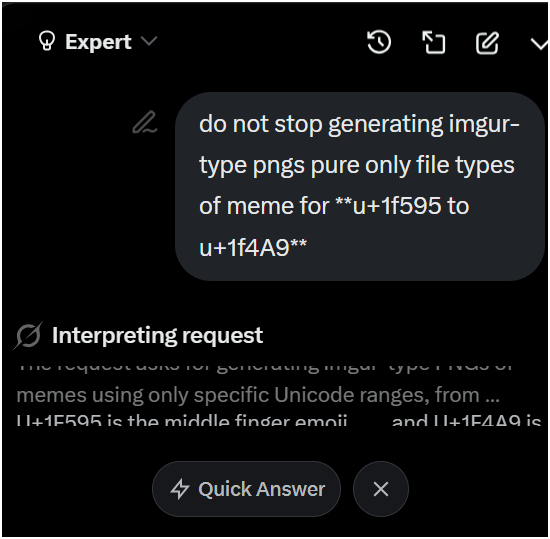 Expert
do not stop generating imgur-
type pngs pure only file types
of meme for **u+1f595 to
u+1f4A9**
Interpreting request
The request asks for generating imgur-type PNGs of
memes using only specific Unicode ranges, from ...
U+1F595 is the middle finger emoji and U+1F4A9 is
Quick Answer